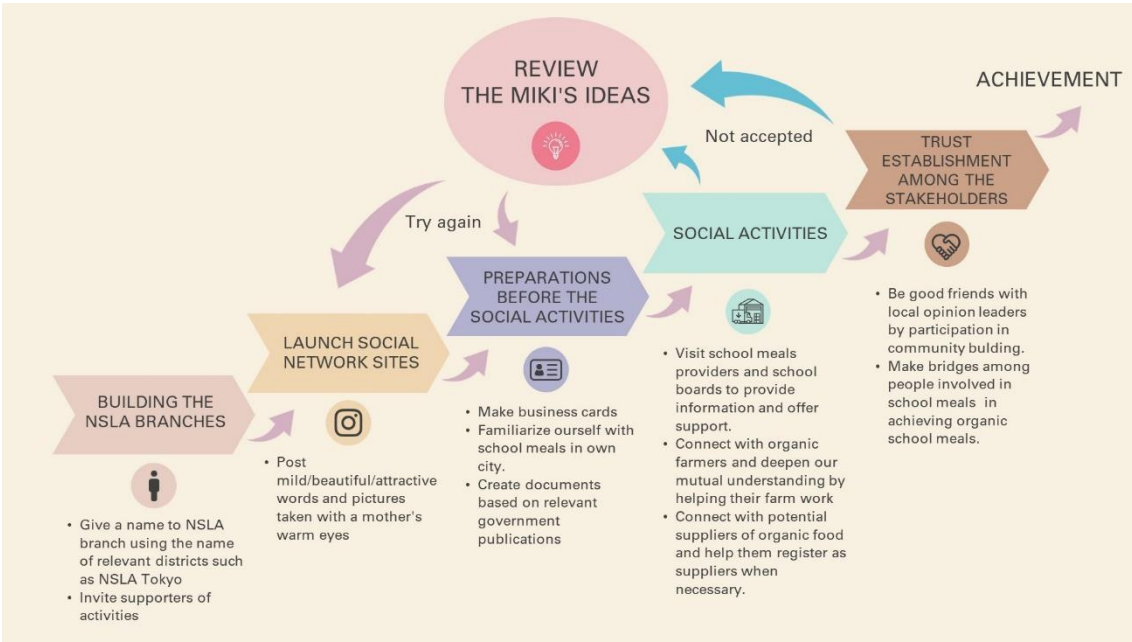 REVIEW
THE MIKI'S IDEAS
ACHIEVEMENT
Not accepted
Try again
BUILDING THE
NSLA BRANCHES
• Give a name to NSLA
branch using the name
of relevant districts such
as NSLA Tokyo
• Invite supporters of
activities
LAUNCH SOCIAL
NETWORK SITES
• Post
mild/beautiful/attractive
words and pictures
taken with a mother's
warm eyes
PREPARATIONS
BEFORE THE
SOCIAL ACTIVITIES
• Make business cards
• Familiarize ourself with
school meals in own
city.
• Create documents
based on relevant
government
publications
SOCIAL ACTIVITIES
• Visit school meals
providers and school
boards to provide
information and offer
support.
• Connect with organic
farmers and deepen our
mutual understanding by
helping their farm work
• Connect with potential
suppliers of organic food
and help them register as
suppliers when
necessary.
TRUST
ESTABLISHMENT
AMONG THE
STAKEHOLDERS
• Be good friends with
local opinion leaders
by participation in
community bulding.
• Make bridges among
people involved in
school meals in
achieving organic
school meals.